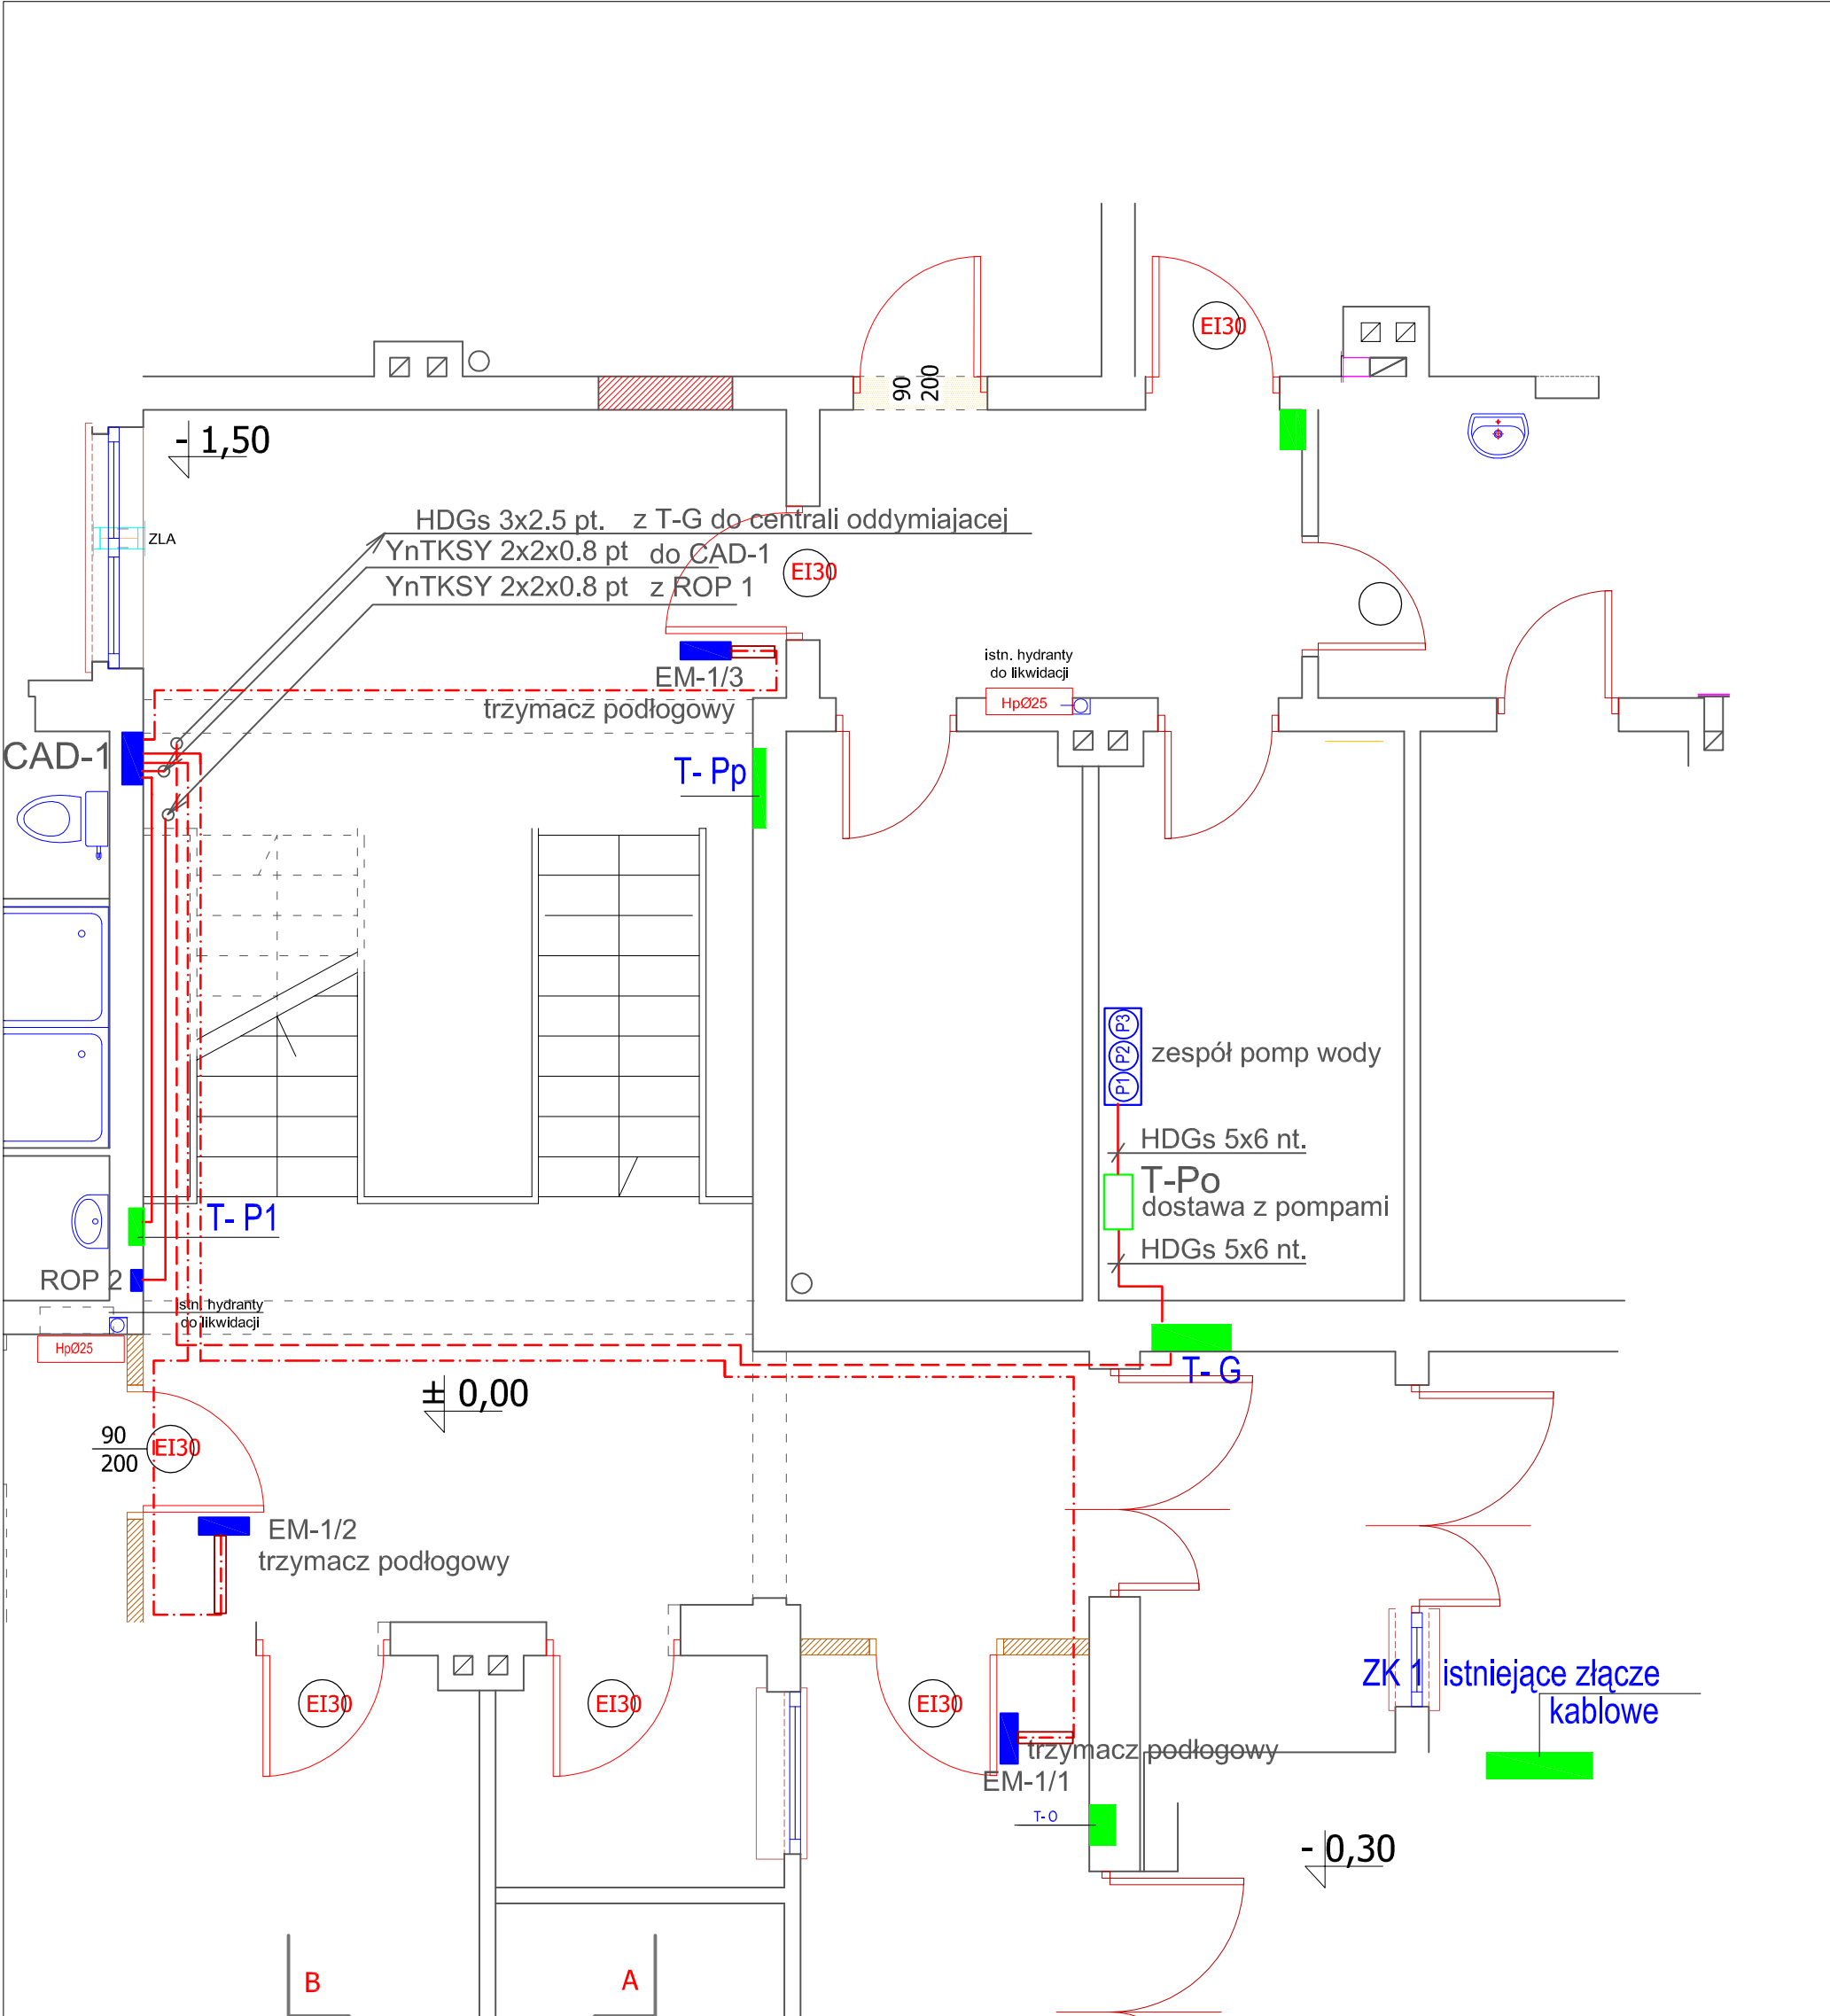 EI30
90
200
- 1,50
HDGs 3x2.5 pt. z T-G do centrali oddymiajacej
ZLA
YnTKSY 2x2x0.8 pt do CAD-1
EI30
YnTKSY 2x2x0.8 pt z ROP 1
istn. hydranty
do likwidacji
EM-1/3
HpØ25
trzymacz podłogowy
CAD-1
T- Pp
P3
P2
P1
zespół pomp wody
HDGs 5x6 nt.
T-Po
dostawa z pompami
T- P1
HDGs 5x6 nt.
ROP 2
istn. hydranty
do likwidacji
HpØ25
T- G
± 0,00
90
200
EI30
EM-1/2
trzymacz podłogowy
ZK 1 istniejące złącze
kablowe
EI30
EI30
EI30
trzymacz podłogowy
EM-1/1
T-O
- 0,30
B
A